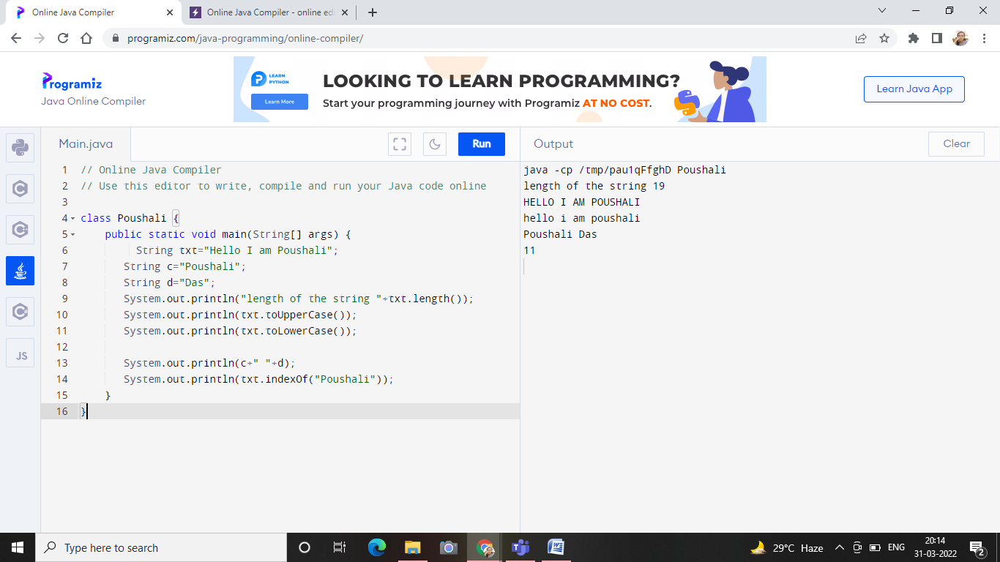 Online Java Compiler
Online Java Compiler - online edi
programiz.com/java-programming/online-compiler/
Programiz
Java Online Compiler
LEARN
PYTHON
Learn More
LOOKING TO LEARN PROGRAMMING?
Start your programming journey with Programiz AT NO COST.
Learn Java App
Main.java
Run
Output
Clear
1 // Online Java Compiler
2 // Use this editor to write, compile and run your Java code online
3
4 class Poushali {
5     public static void main(String[] args) {
6          String txt="Hello I am Poushali";
7        String c="Poushali";
8        String d="Das";
9        System.out.println("length of the string "+txt.length());
10        System.out.println(txt.toUpperCase());
11        System.out.println(txt.toLowerCase());
12
13        System.out.println(c+" "+d);
14        System.out.println(txt.indexOf("Poushali"));
15     }
16 }
JS
java -cp /tmp/pau1qFfghD Poushali
length of the string 19
HELLO I AM POUSHALI
hello i am poushali
Poushali Das
11
Type here to search
29°C Haze
ENG
20:14
31-03-2022
2